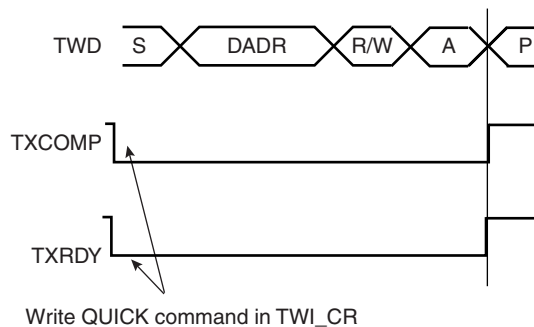 TWD S DADR R/W A P
TXCOMP
TXRDY
Write QUICK command in TWI_CR